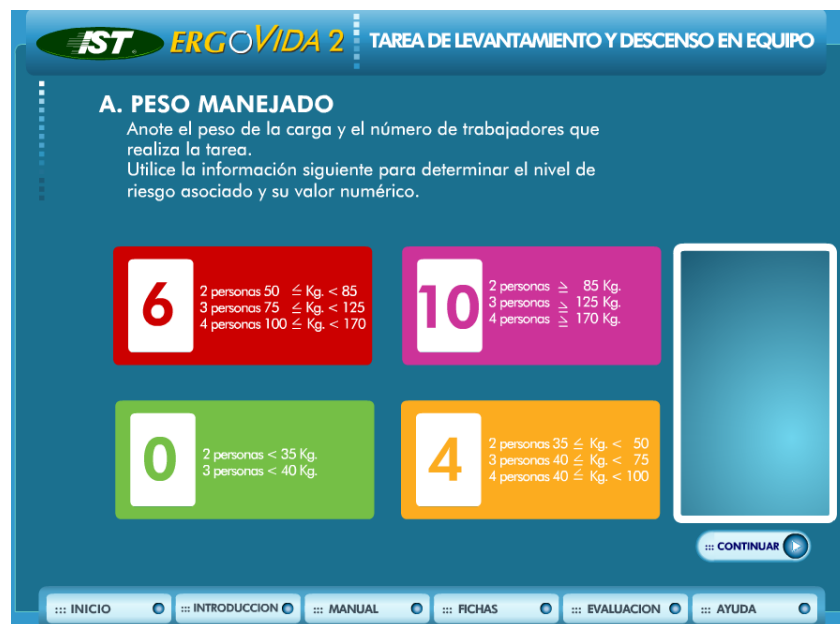 IST. ERGOVIDA 2 TAREA DE LEVANTAMIENTO Y DESCENSO EN EQUIPO
A. PESO MANEJADO
Anote el peso de la carga y el número de trabajadores que
realiza la tarea.
Utilice la información siguiente para determinar el nivel de
riesgo asociado y su valor numérico.
6
2 personas 50 ≤ Kg. < 85
3 personas 75 ≤ Kg. < 125
4 personas 100 ≤ Kg. < 170
10
2 personas ≥ 85 Kg.
3 personas ≥ 125 Kg.
4 personas ≥ 170 Kg.
0
2 personas < 35 Kg.
3 personas < 40 Kg.
4
2 personas 35 ≤ Kg. < 50
3 personas 40 ≤ Kg. < 75
4 personas 40 ≤ Kg. < 100
::: CONTINUAR
::: INICIO ::: INTRODUCCION ::: MANUAL ::: FICHAS ::: EVALUACION ::: AYUDA